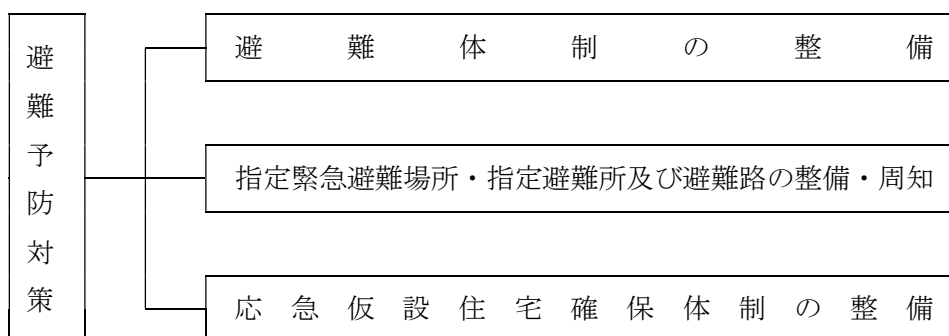 避難予防対策
避難体制の整備
指定緊急避難場所・指定避難所及び避難路の整備・周知
応急仮設住宅確保体制の整備